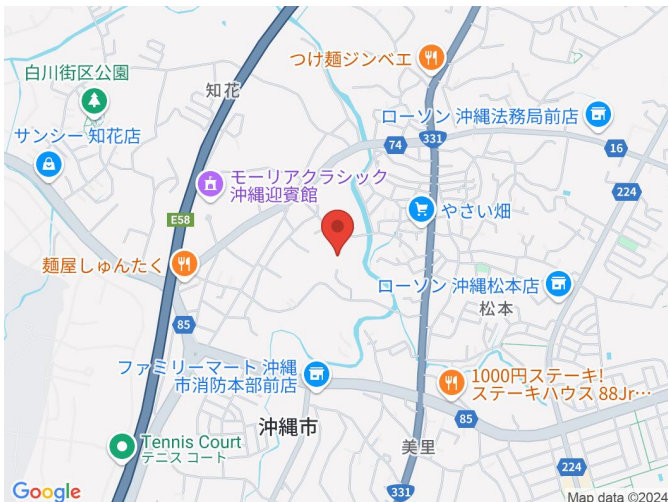 つけ麺ジンベエ
白川街区公園
知花
ローソン 沖縄法務局前店
サンシー 知花店
331
74
16
モーリアクラシック
沖縄迎賓館
224
E58
やさい畑
麺屋しゅんたく
ローソン 沖縄松本店
松本
85
ファミリーマート 沖縄
市消防本部前店
1000円ステーキ!
ステーキハウス 88Jr…
沖縄市
85
Tennis Court
テニス コート
美里
224
331
Google
Map data ©2024